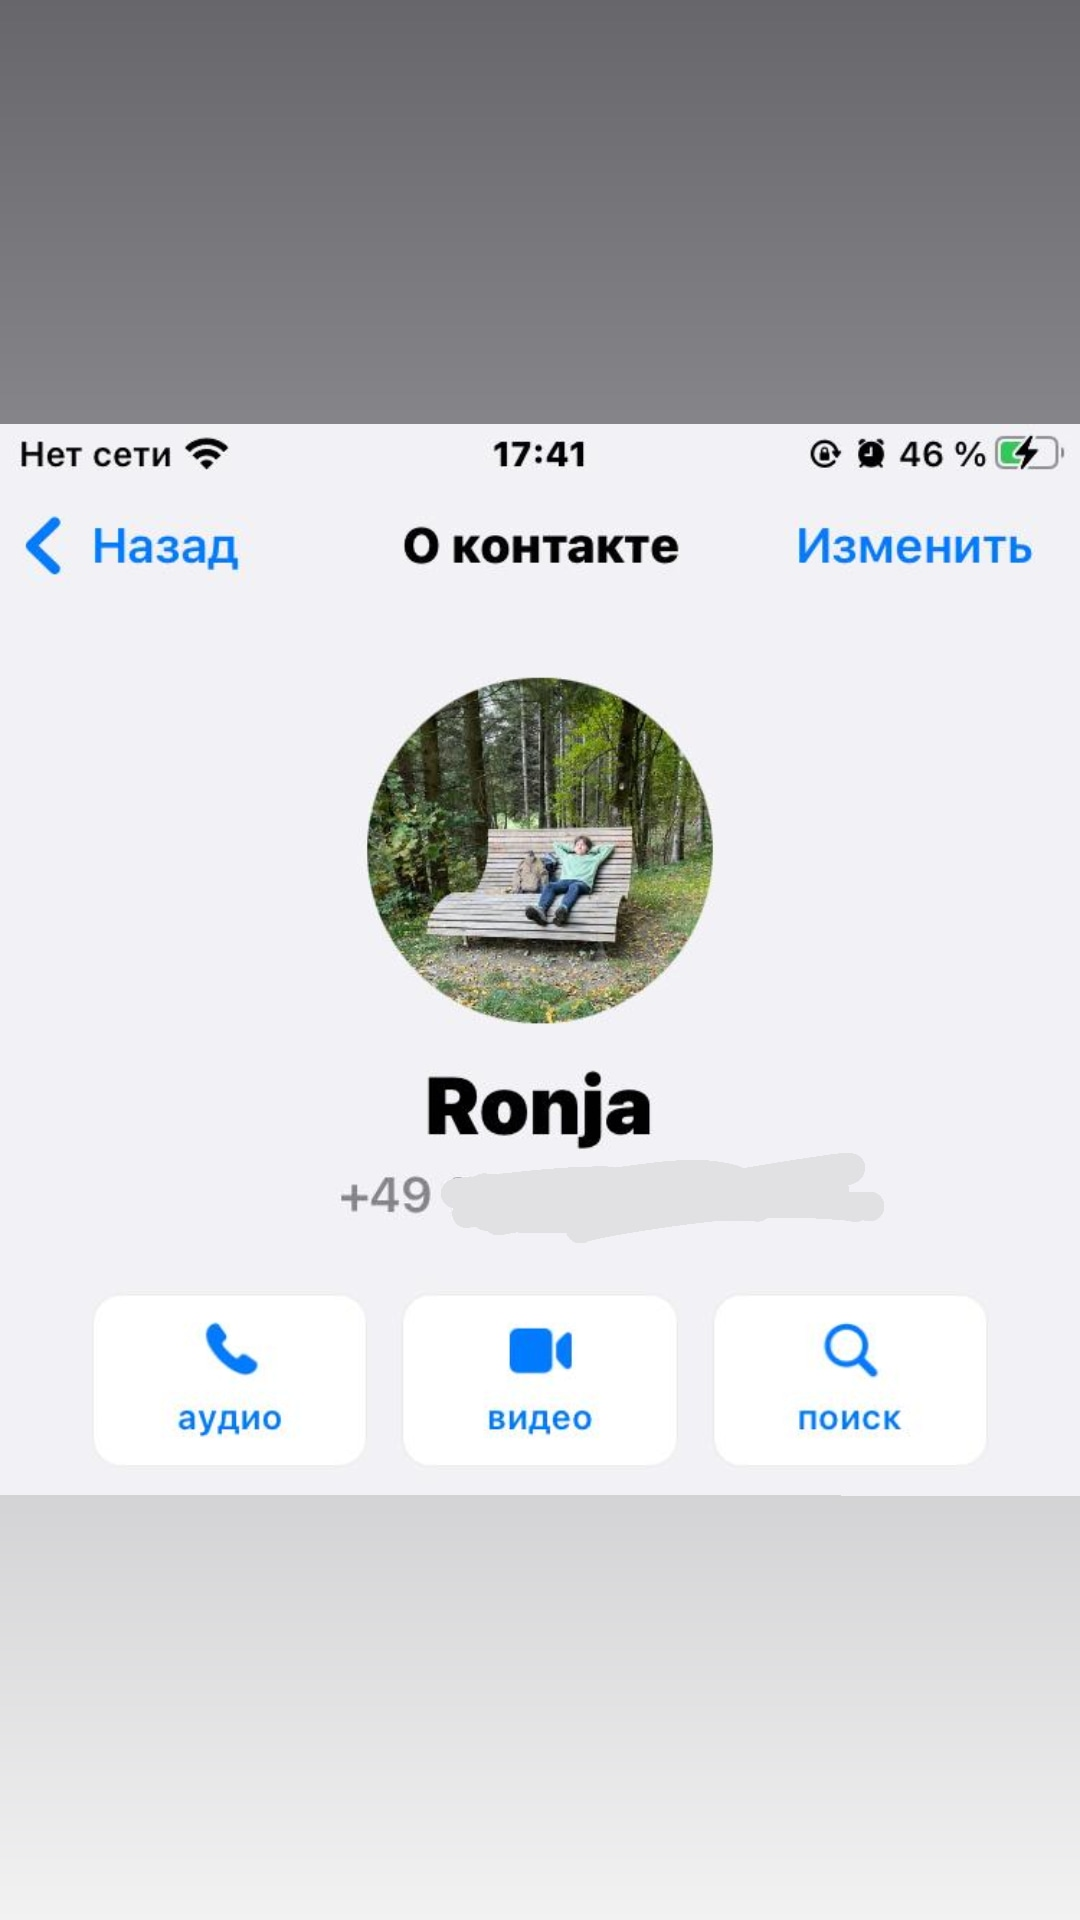 Нет сети 17:41 46 %
Назад О контакте Изменить
Ronja
+49
аудио видео поиск